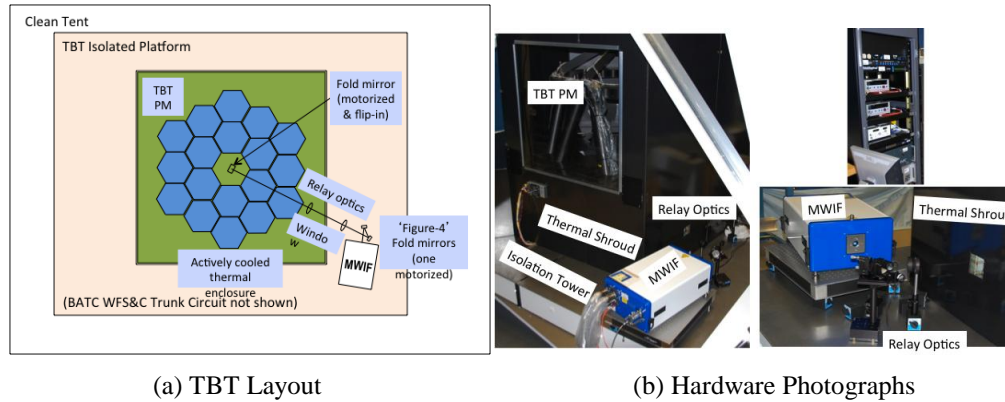 Clean Tent
TBT Isolated Platform
TBT
PM
Fold mirror
(motorized
& flip-in)
Relay optics
Windo
w
MWIF
‘Figure-4’
Fold mirrors
(one
motorized)
Actively cooled
thermal
enclosure
(BATC WFS&C Trunk Circuit not shown)
TBT PM
Relay Optics
Thermal Shroud
MWIF
Isolation Tower
MWIF
Thermal Shroud
Relay Optics
(a) TBT Layout
(b) Hardware Photographs